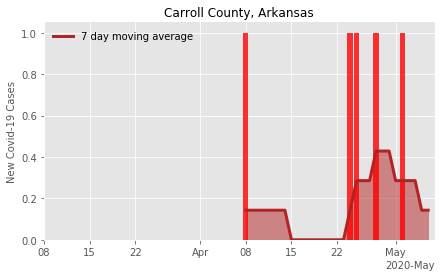 Carroll County, Arkansas
7 day moving average
New Covid-19 Cases
1.0
0.8
0.6
0.4
0.2
0.0
08 15 22 Apr 08 15 22 May
2020-May